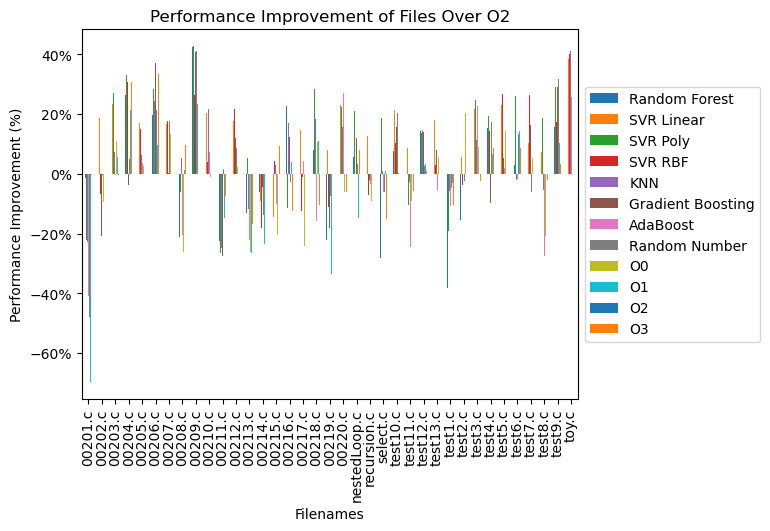 Performance Improvement of Files Over O2
Performance Improvement (%)
40%
20%
0%
−20%
−40%
−60%
00201.c
00202.c
00203.c
00204.c
00205.c
00206.c
00207.c
00208.c
00209.c
00210.c
00211.c
00212.c
00213.c
00214.c
00215.c
00216.c
00217.c
00218.c
00219.c
00220.c
nestedLoop.c
recursion.c
select.c
test10.c
test11.c
test12.c
test13.c
test1.c
test2.c
test3.c
test4.c
test5.c
test6.c
test7.c
test8.c
test9.c
toy.c
Filenames
Random Forest
SVR Linear
SVR Poly
SVR RBF
KNN
Gradient Boosting
AdaBoost
Random Number
O0
O1
O2
O3